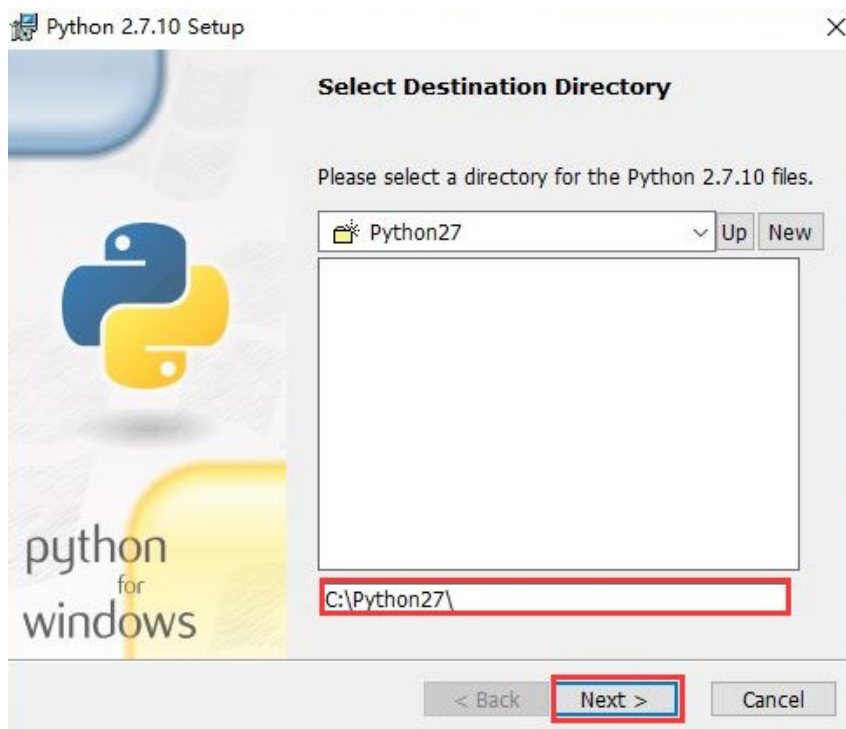 Python 2.7.10 Setup
Select Destination Directory
Please select a directory for the Python 2.7.10 files.
Python27
Up
New
C:\Python27\
python
for
windows
< Back
Next >
Cancel